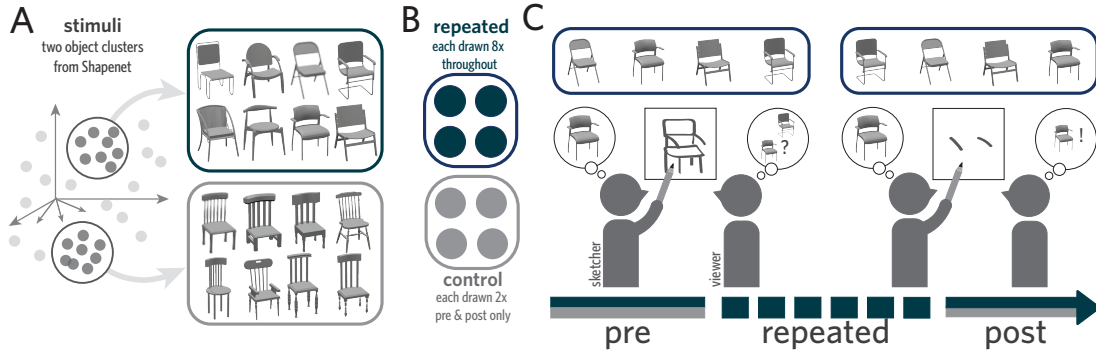 A
stimuli
two object clusters
from Shapenet
B
repeated
each drawn 8x
throughout
control
each drawn 2x
pre & post only
C
?
!
sketcher
viewer
pre
repeated
post